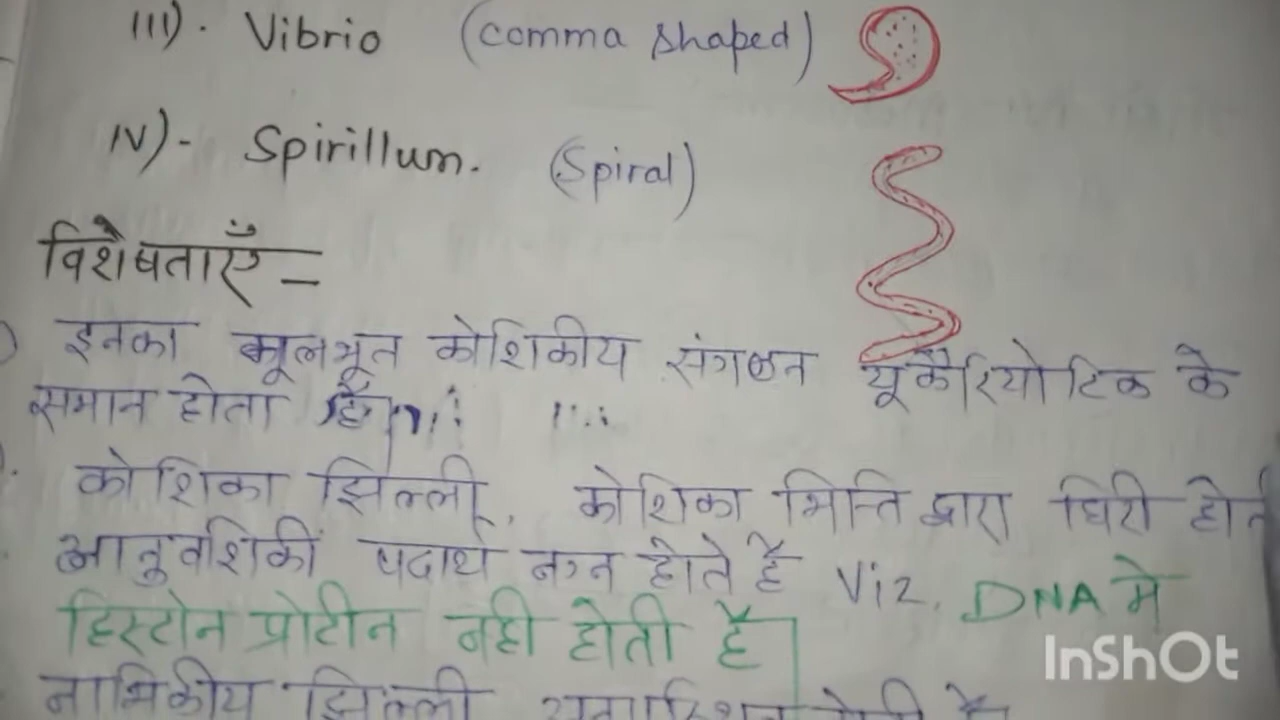 III). Vibrio (comma shaped)
IV)- Spirillum. (Spiral)
विशेषताएँ -
इनका मूलभूत कोशिकीय संगठन यूकैरियोटिक के
समान होता है।
कोशिका झिल्ली, कोशिका भित्ति द्वारा घिरी
आनुवंशिकी पदार्थ नग्न होते है Viz. DNA मे
हिस्टोन प्रोटीन नही होती है।
नाभिकीय झिल्ली
InShOt